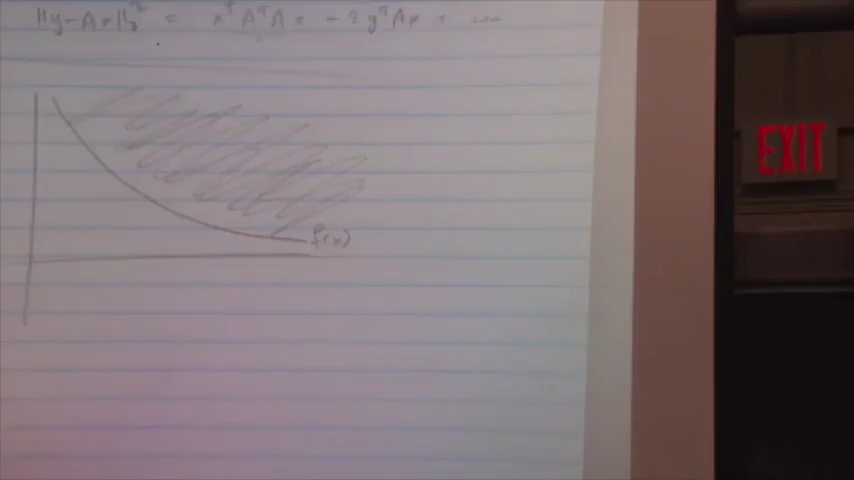 ||y-Ax||₂² = xᵀAᵀAx - 2yᵀAx +
EXIT
f(x)